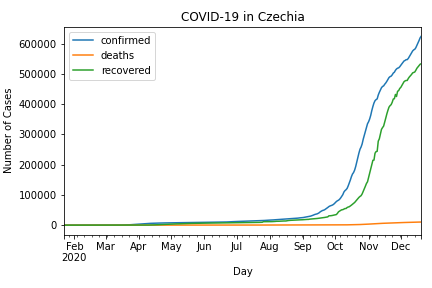 COVID-19 in Czechia
confirmed
deaths
recovered
Number of Cases
600000
500000
400000
300000
200000
100000
0
Feb Mar Apr May Jun Jul Aug Sep Oct Nov Dec
2020
Day